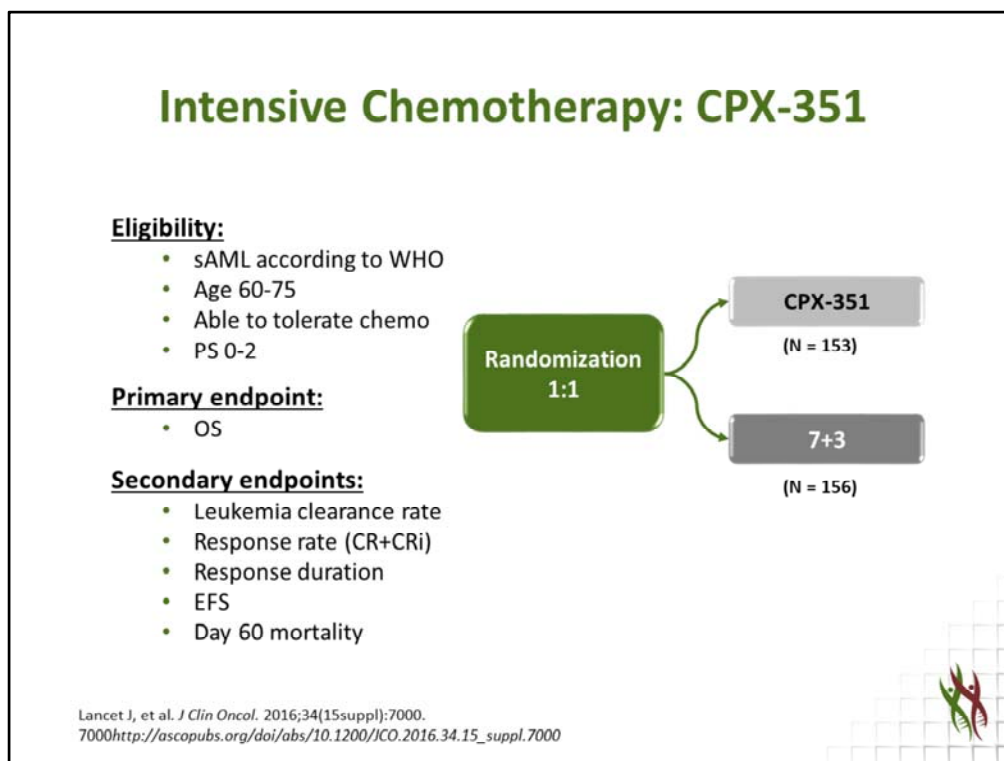 Intensive Chemotherapy: CPX-351
Eligibility:
• sAML according to WHO
• Age 60-75
• Able to tolerate chemo
• PS 0-2
Primary endpoint:
• OS
Secondary endpoints:
• Leukemia clearance rate
• Response rate (CR+CRi)
• Response duration
• EFS
• Day 60 mortality
Randomization
1:1
CPX-351
(N = 153)
7+3
(N = 156)
Lancet J, et al. J Clin Oncol. 2016;34(15suppl):7000.
7000http://ascopubs.org/doi/abs/10.1200/JCO.2016.34.15_suppl.7000